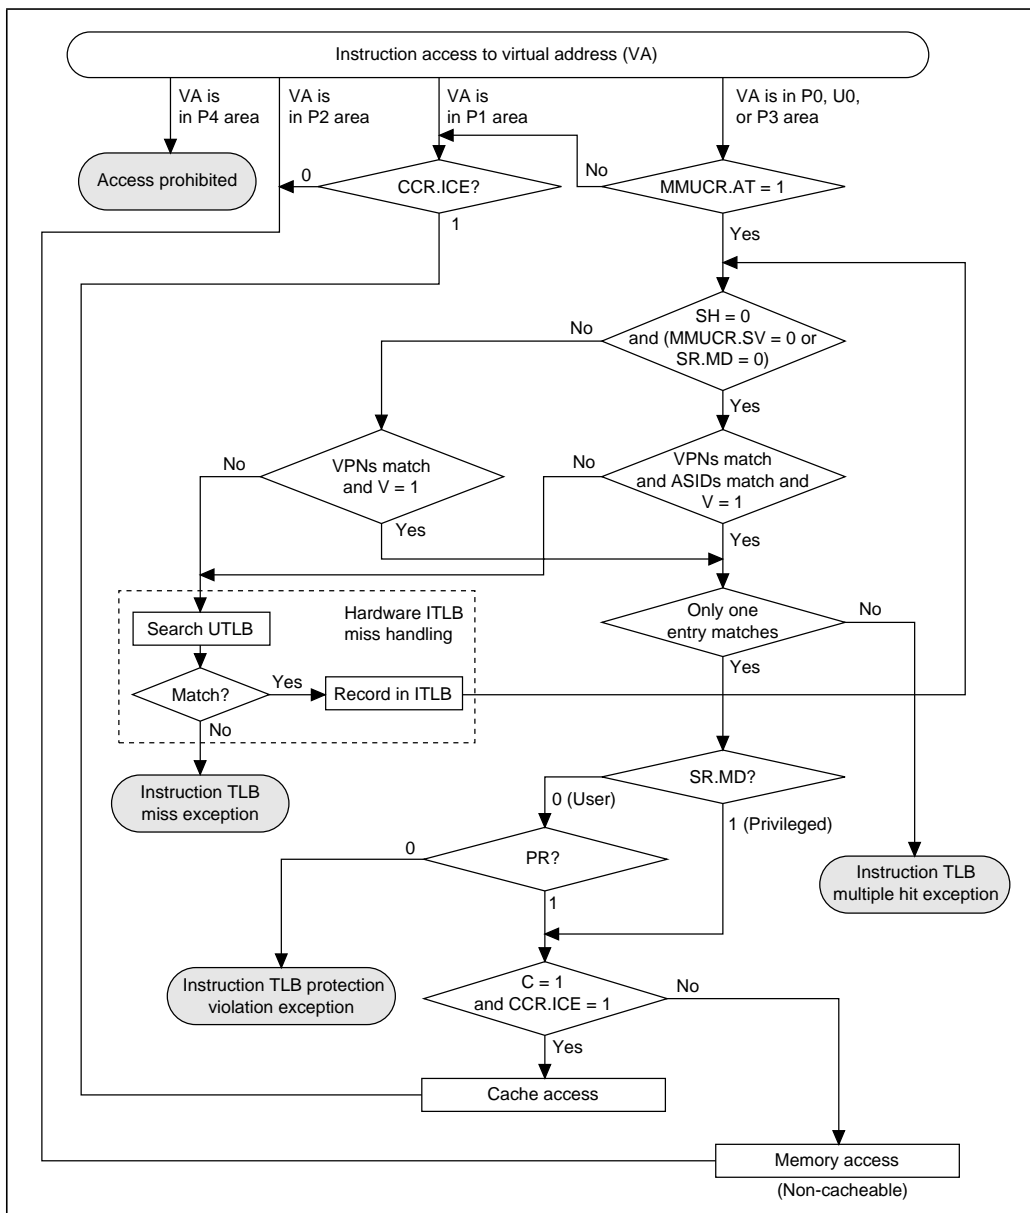 Instruction access to virtual address (VA)
VA is
in P4 area
VA is
in P2 area
VA is
in P1 area
VA is in P0, U0,
or P3 area
Access prohibited
0
CCR.ICE?
1
No
MMUCR.AT = 1
Yes
No
SH = 0
and (MMUCR.SV = 0 or
SR.MD = 0)
Yes
No
VPNs match
and V = 1
Yes
No
VPNs match
and ASIDs match and
V = 1
Yes
Hardware ITLB
miss handling
Search UTLB
Match?
Yes
Record in ITLB
No
Instruction TLB
miss exception
Only one
entry matches
No
Yes
SR.MD?
0 (User)
1 (Privileged)
0
PR?
1
Instruction TLB
multiple hit exception
Instruction TLB protection
violation exception
C = 1
and CCR.ICE = 1
No
Yes
Cache access
Memory access
(Non-cacheable)